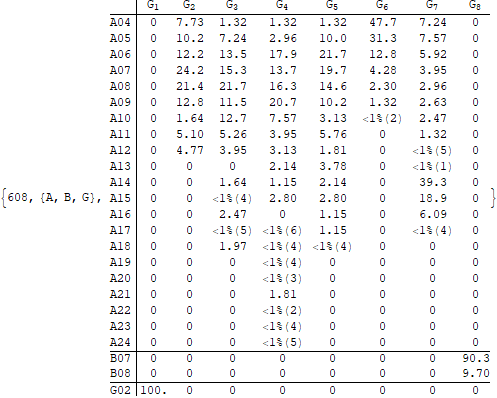 G1 G2 G3 G4 G5 G6 G7 G8
A04 0 7.73 1.32 1.32 1.32 47.7 7.24 0
A05 0 10.2 7.24 2.96 10.0 31.3 7.57 0
A06 0 12.2 13.5 17.9 21.7 12.8 5.92 0
A07 0 24.2 15.3 13.7 19.7 4.28 3.95 0
A08 0 21.4 21.7 16.3 14.6 2.30 2.96 0
A09 0 12.8 11.5 20.7 10.2 1.32 2.63 0
A10 0 1.64 12.7 7.57 3.13 <1%(2) 2.47 0
A11 0 5.10 5.26 3.95 5.76 0 1.32 0
A12 0 4.77 3.95 3.13 1.81 0 <1%(5) 0
A13 0 0 0 2.14 3.78 0 <1%(1) 0
A14 0 0 1.64 1.15 2.14 0 39.3 0
{608, {A, B, G}, A15 0 0 <1%(4) 2.80 2.80 0 18.9 0 }
A16 0 0 2.47 0 1.15 0 6.09 0
A17 0 0 <1%(5) <1%(6) 1.15 0 <1%(4) 0
A18 0 0 1.97 <1%(4) <1%(4) 0 0 0
A19 0 0 0 <1%(4) 0 0 0 0
A20 0 0 0 <1%(3) 0 0 0 0
A21 0 0 0 1.81 0 0 0 0
A22 0 0 0 <1%(2) 0 0 0 0
A23 0 0 0 <1%(4) 0 0 0 0
A24 0 0 0 <1%(5) 0 0 0 0
B07 0 0 0 0 0 0 0 90.3
B08 0 0 0 0 0 0 0 9.70
G02 100. 0 0 0 0 0 0 0